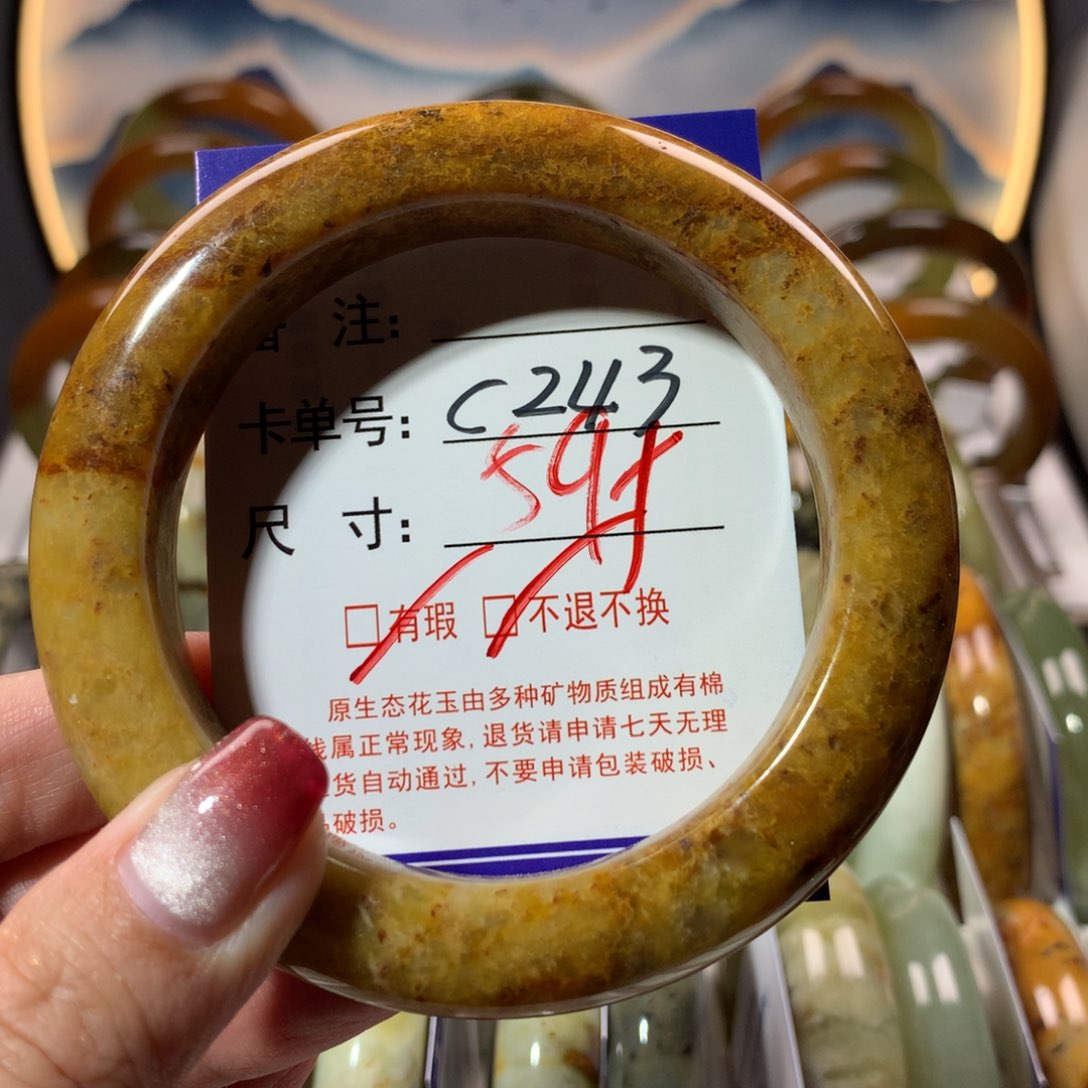 备 注:
卡单号: C243
尺 寸: 59
□有瑕 □不退不换
原生态花玉由多种矿物质组成有棉
线属正常现象, 退货请申请七天无理
货自动通过, 不要申请包装破损、
破损。